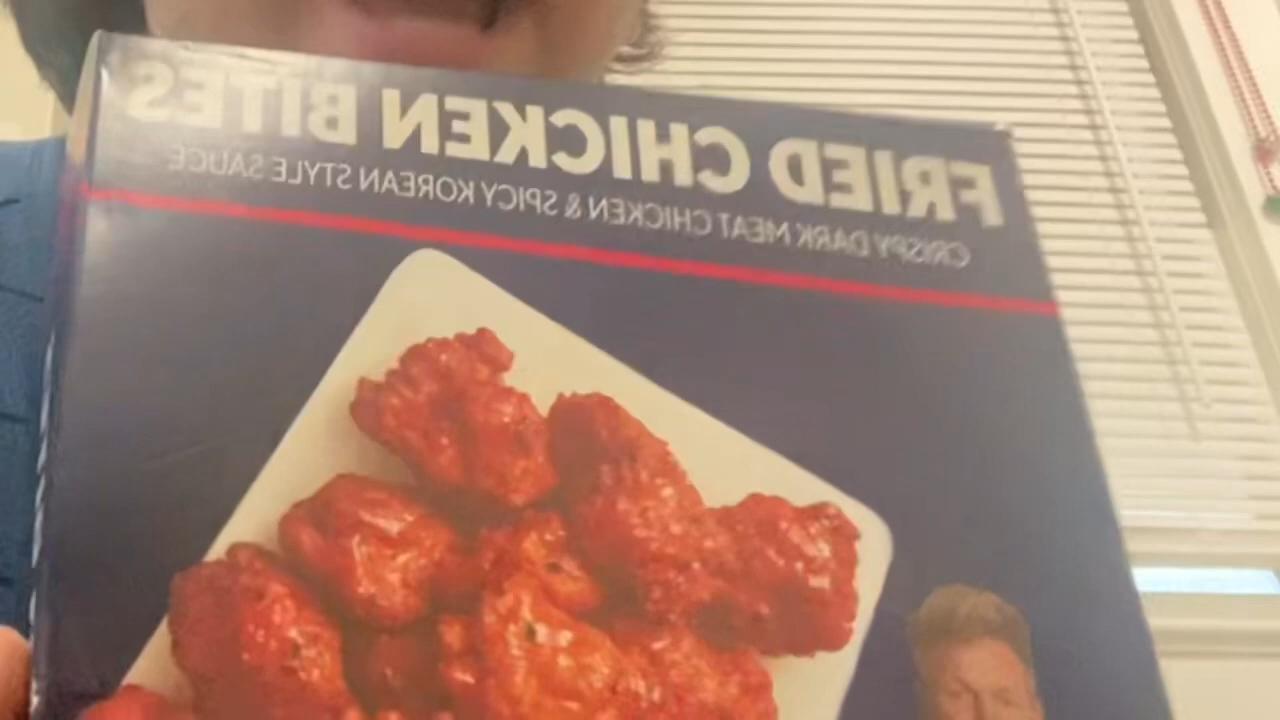 FRIED CHICKEN BITES
CRISPY DARK MEAT CHICKEN & SPICY KOREAN STYLE SAUCE